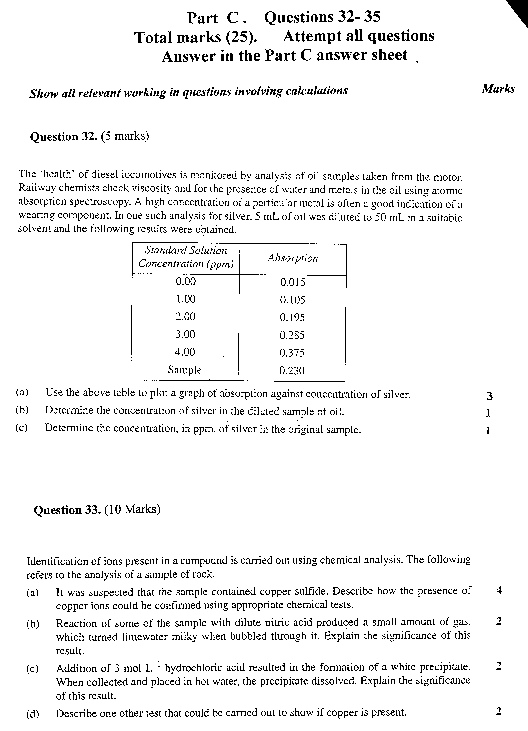 Part C. Questions 32-35
Total marks (25). Attempt all questions
Answer in the Part C answer sheet
Show all relevant working in questions involving calculations
Marks
Question 32. (5 marks)
The 'health' of diesel locomotives is monitored by analysis of oil samples taken from the motor.
Railway chemists check viscosity and for the presence of water and metals in the oil using atomic
absorption spectroscopy. A high concentration of a particular metal is often a good indication of a
wearing component. In one such analysis for silver, 5 mL of oil was diluted to 50 mL in a suitable
solvent and the following results were obtained.
Standard Solution
Concentration (ppm)
Absorption
0.00 0.015
1.00 0.105
2.00 0.195
3.00 0.285
4.00 0.375
Sample 0.230
(a) Use the above table to plot a graph of absorption against concentration of silver. 3
(b) Determine the concentration of silver in the diluted sample of oil. 1
(c) Determine the concentration, in ppm, of silver in the original sample. 1
Question 33. (10 Marks)
Identification of ions present in a compound is carried out using chemical analysis. The following
refers to the analysis of a sample of rock.
(a) It was suspected that the sample contained copper sulfide. Describe how the presence of 4
copper ions could be confirmed using appropriate chemical tests.
(b) Reaction of some of the sample with dilute nitric acid produced a small amount of gas, 2
which turned limewater milky when bubbled through it. Explain the significance of this
result.
(c) Addition of 3 mol L⁻¹ hydrochloric acid resulted in the formation of a white precipitate. 2
When collected and placed in hot water, the precipitate dissolved. Explain the significance
of this result.
(d) Describe one other test that could be carried out to show if copper is present. 2